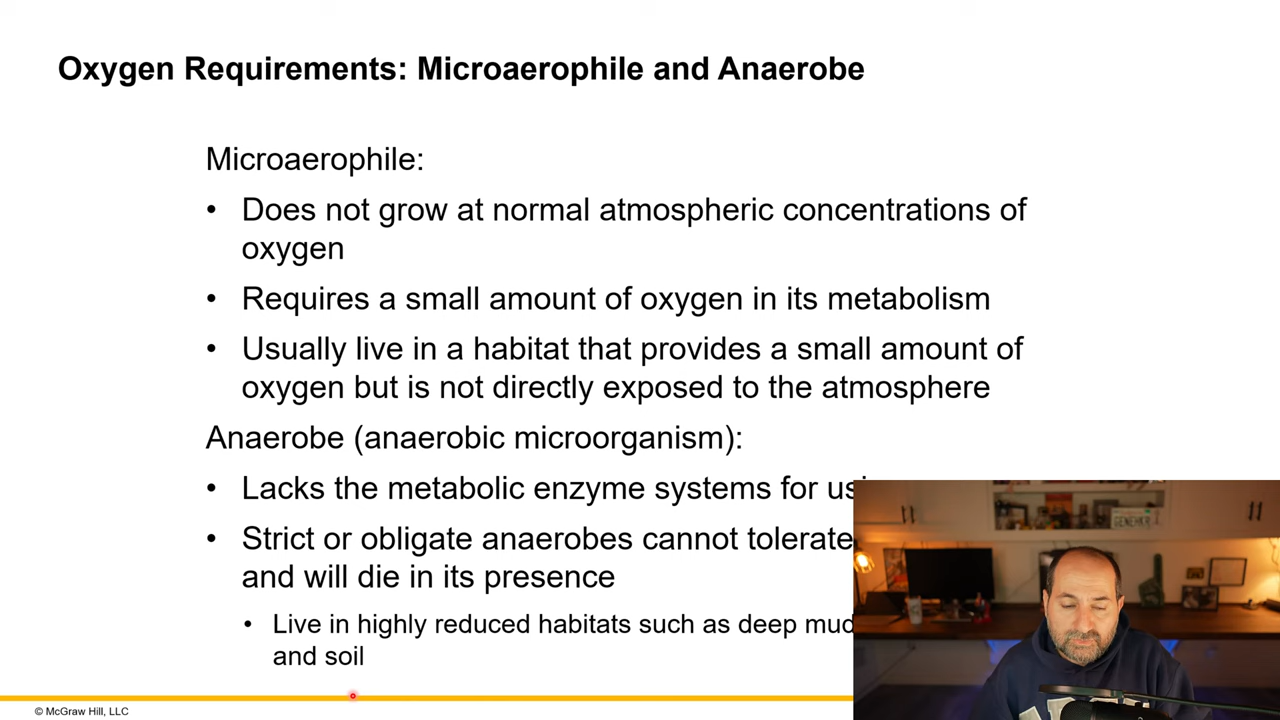 Oxygen Requirements: Microaerophile and Anaerobe
Microaerophile:
• Does not grow at normal atmospheric concentrations of
oxygen
• Requires a small amount of oxygen in its metabolism
• Usually live in a habitat that provides a small amount of
oxygen but is not directly exposed to the atmosphere
Anaerobe (anaerobic microorganism):
• Lacks the metabolic enzyme systems for
• Strict or obligate anaerobes cannot tolerate
and will die in its presence
• Live in highly reduced habitats such as deep mud
and soil
© McGraw Hill, LLC